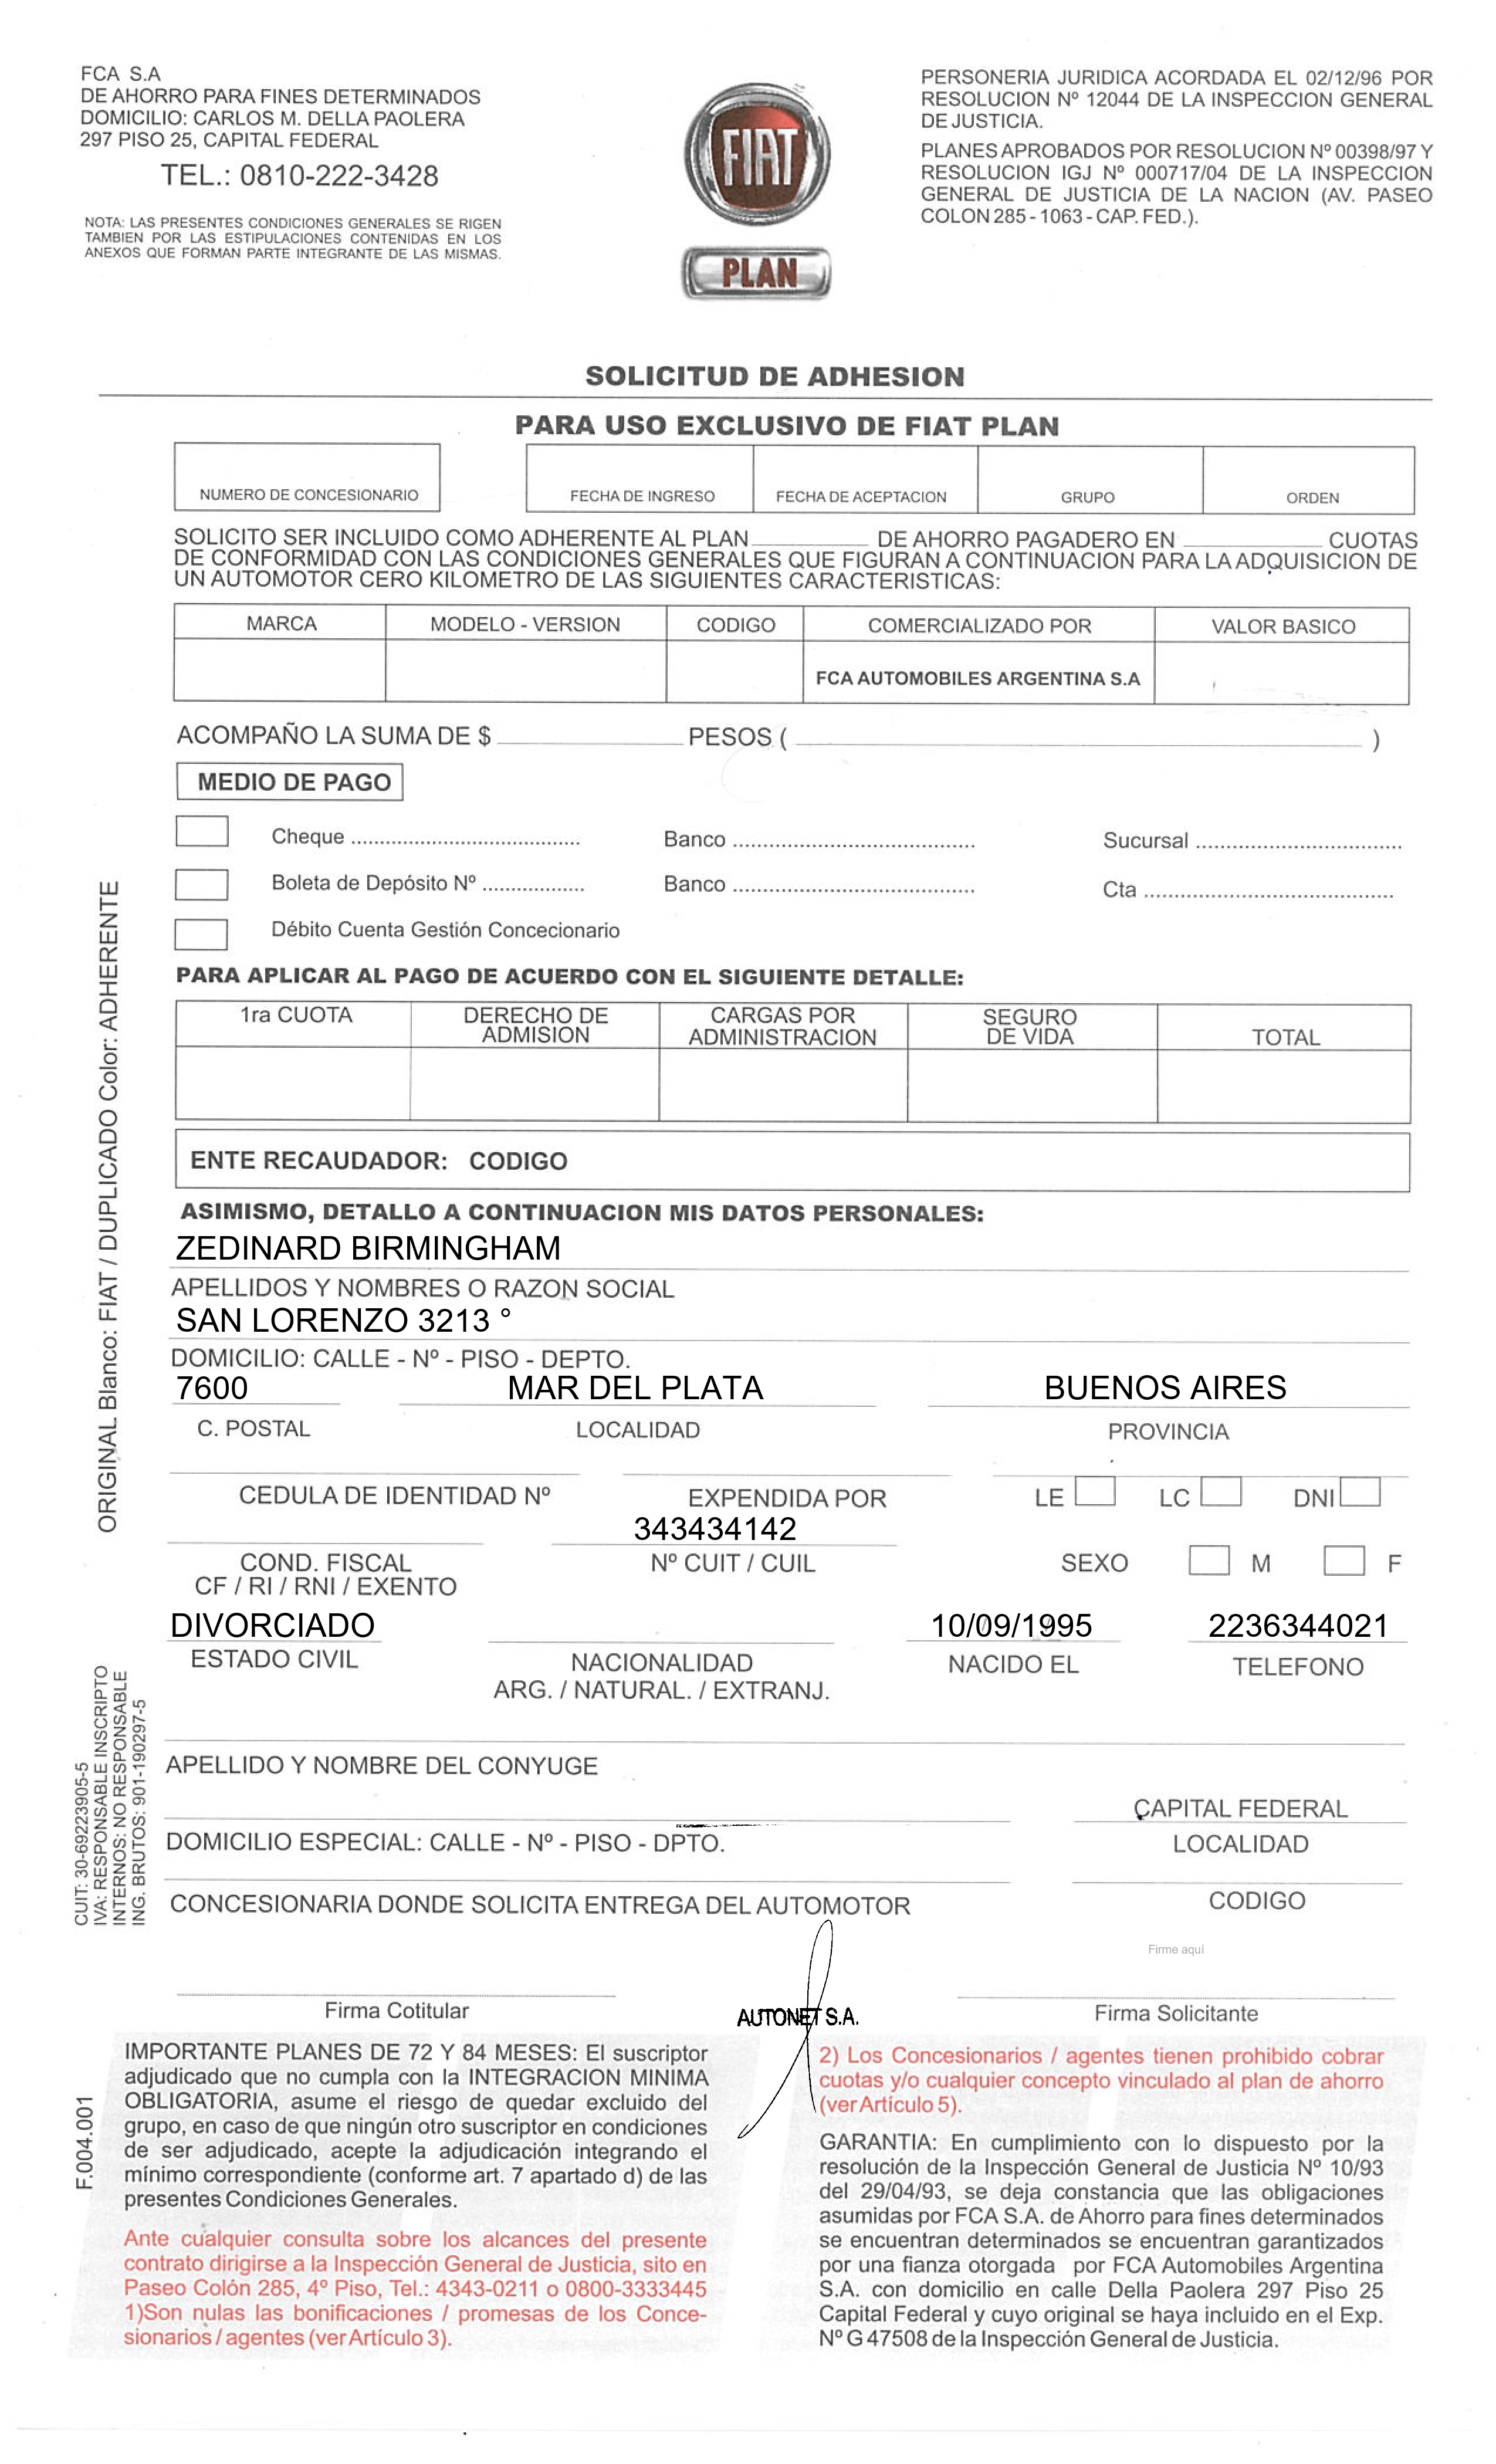 FCA S.A
DE AHORRO PARA FINES DETERMINADOS
DOMICILIO: CARLOS M. DELLA PAOLERA
297 PISO 25, CAPITAL FEDERAL
TEL.: 0810-222-3428
NOTA: LAS PRESENTES CONDICIONES GENERALES SE RIGEN
TAMBIEN POR LAS ESTIPULACIONES CONTENIDAS EN LOS
ANEXOS QUE FORMAN PARTE INTEGRANTE DE LAS MISMAS.
FIAT
PLAN
PERSONERIA JURIDICA ACORDADA EL 02/12/96 POR
RESOLUCION Nº 12044 DE LA INSPECCION GENERAL
DE JUSTICIA.
PLANES APROBADOS POR RESOLUCION Nº 00398/97 Y
RESOLUCION IGJ Nº 000717/04 DE LA INSPECCION
GENERAL DE JUSTICIA DE LA NACION (AV. PASEO
COLON 285 - 1063 - CAP. FED.).
SOLICITUD DE ADHESION
PARA USO EXCLUSIVO DE FIAT PLAN
NUMERO DE CONCESIONARIO FECHA DE INGRESO FECHA DE ACEPTACION GRUPO ORDEN
SOLICITO SER INCLUIDO COMO ADHERENTE AL PLAN __________ DE AHORRO PAGADERO EN __________ CUOTAS
DE CONFORMIDAD CON LAS CONDICIONES GENERALES QUE FIGURAN A CONTINUACION PARA LA ADQUISICION DE
UN AUTOMOTOR CERO KILOMETRO DE LAS SIGUIENTES CARACTERISTICAS:
MARCA MODELO - VERSION CODIGO COMERCIALIZADO POR VALOR BASICO
FCA AUTOMOBILES ARGENTINA S.A
ACOMPAÑO LA SUMA DE $ __________ PESOS ( __________ )
MEDIO DE PAGO
Cheque .......... Banco .......... Sucursal ..........
Boleta de Depósito Nº .......... Banco .......... Cta ..........
Débito Cuenta Gestión Concecionario
PARA APLICAR AL PAGO DE ACUERDO CON EL SIGUIENTE DETALLE:
1ra CUOTA DERECHO DE CARGAS POR SEGURO
ADMISION ADMINISTRACION DE VIDA TOTAL
ENTE RECAUDADOR: CODIGO
ASIMISMO, DETALLO A CONTINUACION MIS DATOS PERSONALES:
ZEDINARD BIRMINGHAM
APELLIDOS Y NOMBRES O RAZON SOCIAL
SAN LORENZO 3213 °
DOMICILIO: CALLE - Nº - PISO - DEPTO.
7600 MAR DEL PLATA BUENOS AIRES
C. POSTAL LOCALIDAD PROVINCIA
CEDULA DE IDENTIDAD Nº EXPENDIDA POR LE LC DNI
343434142
COND. FISCAL Nº CUIT / CUIL SEXO M F
CF / RI / RNI / EXENTO
DIVORCIADO 10/09/1995 2236344021
ESTADO CIVIL NACIONALIDAD NACIDO EL TELEFONO
ARG. / NATURAL. / EXTRANJ.
APELLIDO Y NOMBRE DEL CONYUGE
CAPITAL FEDERAL
DOMICILIO ESPECIAL: CALLE - Nº - PISO - DPTO. LOCALIDAD
CONCESIONARIA DONDE SOLICITA ENTREGA DEL AUTOMOTOR CODIGO
Firme aquí
Firma Cotitular AUTONET S.A. Firma Solicitante
IMPORTANTE PLANES DE 72 Y 84 MESES: El suscriptor
adjudicado que no cumpla con la INTEGRACION MINIMA
OBLIGATORIA, asume el riesgo de quedar excluido del
grupo, en caso de que ningún otro suscriptor en condiciones
de ser adjudicado, acepte la adjudicación integrando el
mínimo correspondiente (conforme art. 7 apartado d) de las
presentes Condiciones Generales.
Ante cualquier consulta sobre los alcances del presente
contrato dirigirse a la Inspección General de Justicia, sito en
Paseo Colón 285, 4º Piso, Tel.: 4343-0211 o 0800-3333445
1)Son nulas las bonificaciones / promesas de los Conce-
sionarios / agentes (ver Artículo 3).
2) Los Concesionarios / agentes tienen prohibido cobrar
cuotas y/o cualquier concepto vinculado al plan de ahorro
(ver Artículo 5).
GARANTIA: En cumplimiento con lo dispuesto por la
resolución de la Inspección General de Justicia Nº 10/93
del 29/04/93, se deja constancia que las obligaciones
asumidas por FCA S.A. de Ahorro para fines determinados
se encuentran determinados se encuentran garantizados
por una fianza otorgada por FCA Automobiles Argentina
S.A. con domicilio en calle Della Paolera 297 Piso 25
Capital Federal y cuyo original se haya incluido en el Exp.
Nº G 47508 de la Inspección General de Justicia.
ORIGINAL Blanco: FIAT / DUPLICADO Color: ADHERENTE
CUIT: 30-69223905-5
IVA: RESPONSABLE INSCRIPTO
INTERNOS: NO RESPONSABLE
ING. BRUTOS: 901-190297-5
F.004.001